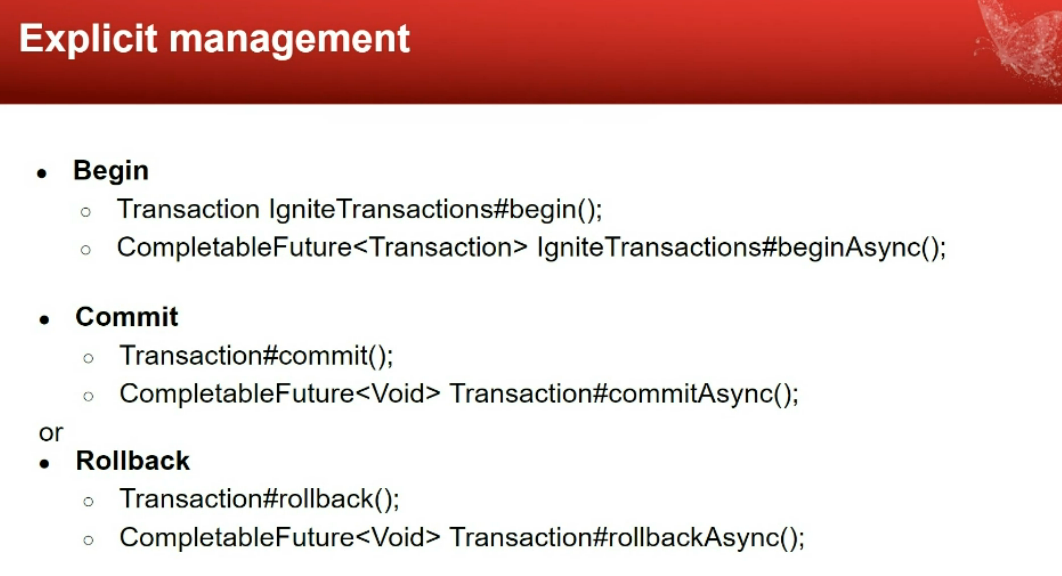 Explicit management
● Begin
○ Transaction IgniteTransactions#begin();
○ CompletableFuture<Transaction> IgniteTransactions#beginAsync();
● Commit
○ Transaction#commit();
○ CompletableFuture<Void> Transaction#commitAsync();
or
● Rollback
○ Transaction#rollback();
○ CompletableFuture<Void> Transaction#rollbackAsync();